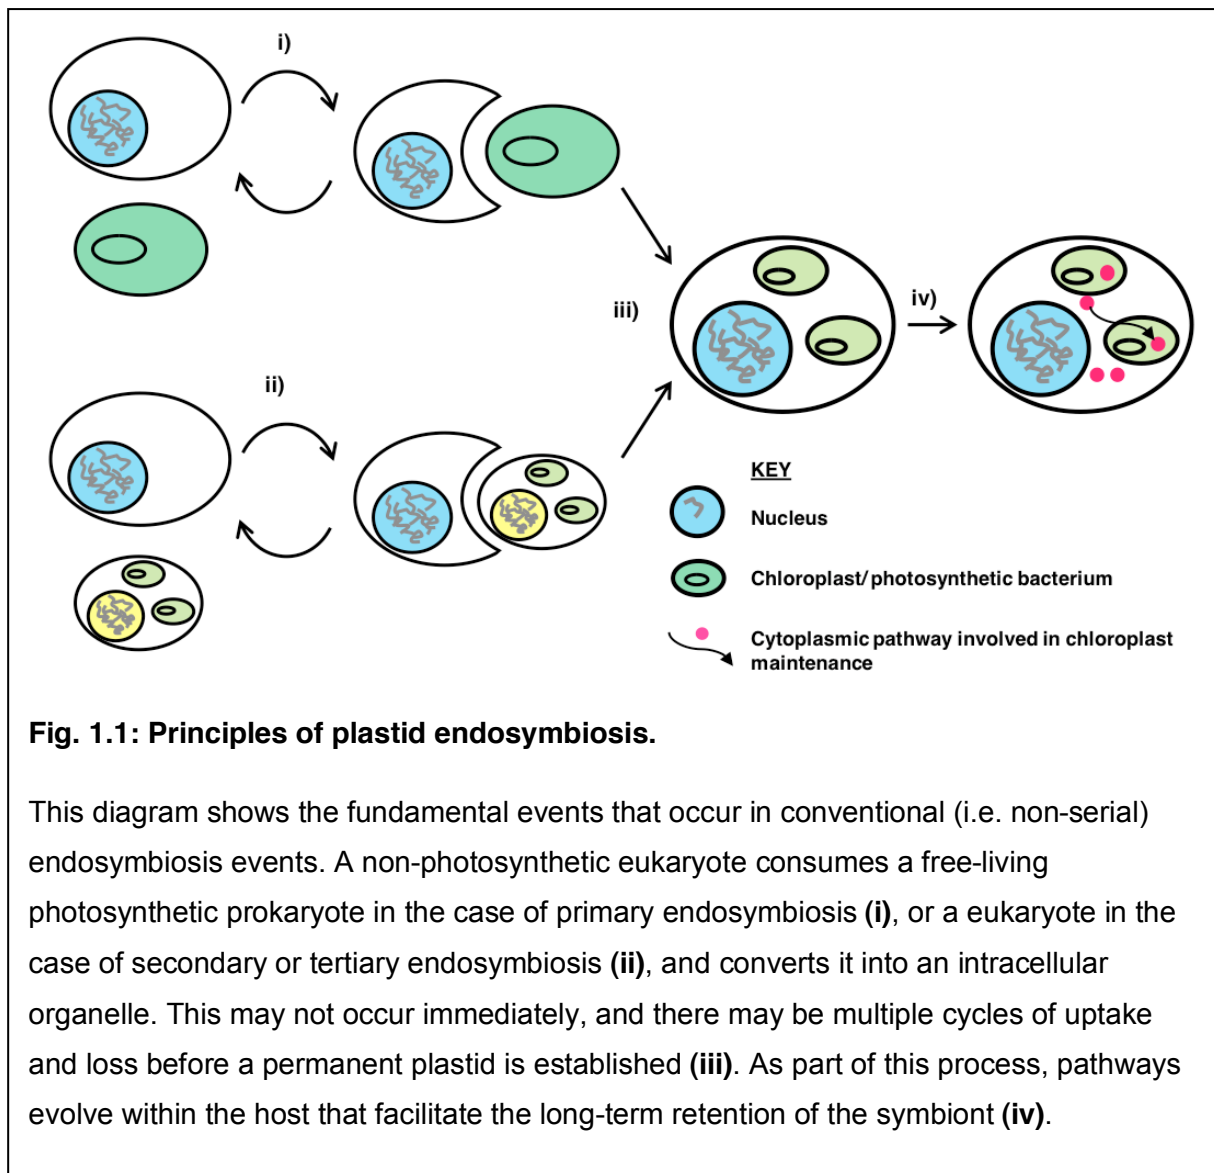 i)
ii)
iii)
iv)
KEY
Nucleus
Chloroplast/ photosynthetic bacterium
Cytoplasmic pathway involved in chloroplast
maintenance
Fig. 1.1: Principles of plastid endosymbiosis.
This diagram shows the fundamental events that occur in conventional (i.e. non-serial)
endosymbiosis events. A non-photosynthetic eukaryote consumes a free-living
photosynthetic prokaryote in the case of primary endosymbiosis (i), or a eukaryote in the
case of secondary or tertiary endosymbiosis (ii), and converts it into an intracellular
organelle. This may not occur immediately, and there may be multiple cycles of uptake
and loss before a permanent plastid is established (iii). As part of this process, pathways
evolve within the host that facilitate the long-term retention of the symbiont (iv).